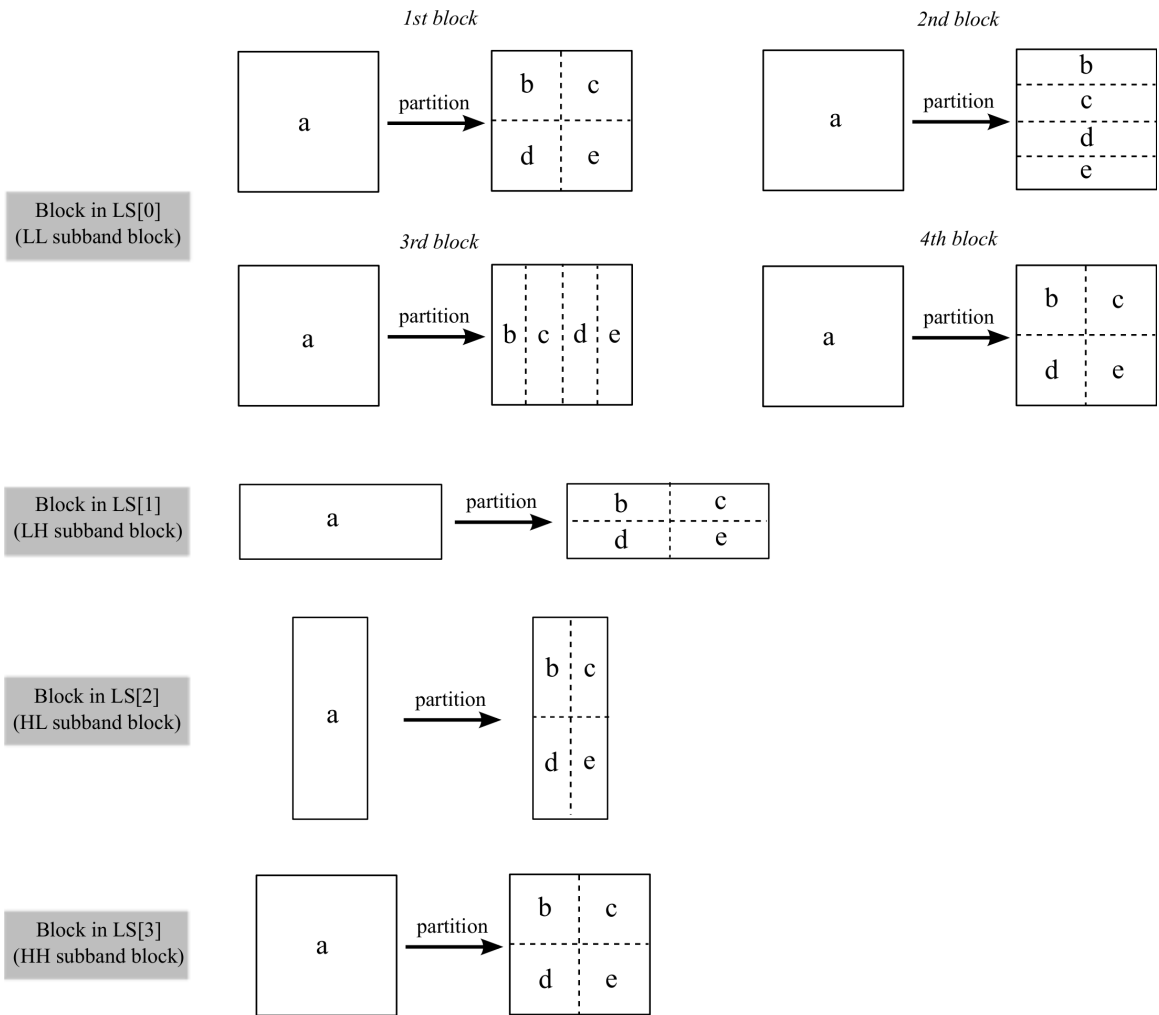 1st block
2nd block
a
partition
b c
d e
a
partition
b
c
d
e
Block in LS[0]
(LL subband block)
3rd block
4th block
a
partition
b c d e
a
partition
b c
d e
Block in LS[1]
(LH subband block)
a
partition
b c
d e
Block in LS[2]
(HL subband block)
a
partition
b c
d e
Block in LS[3]
(HH subband block)
a
partition
b c
d e